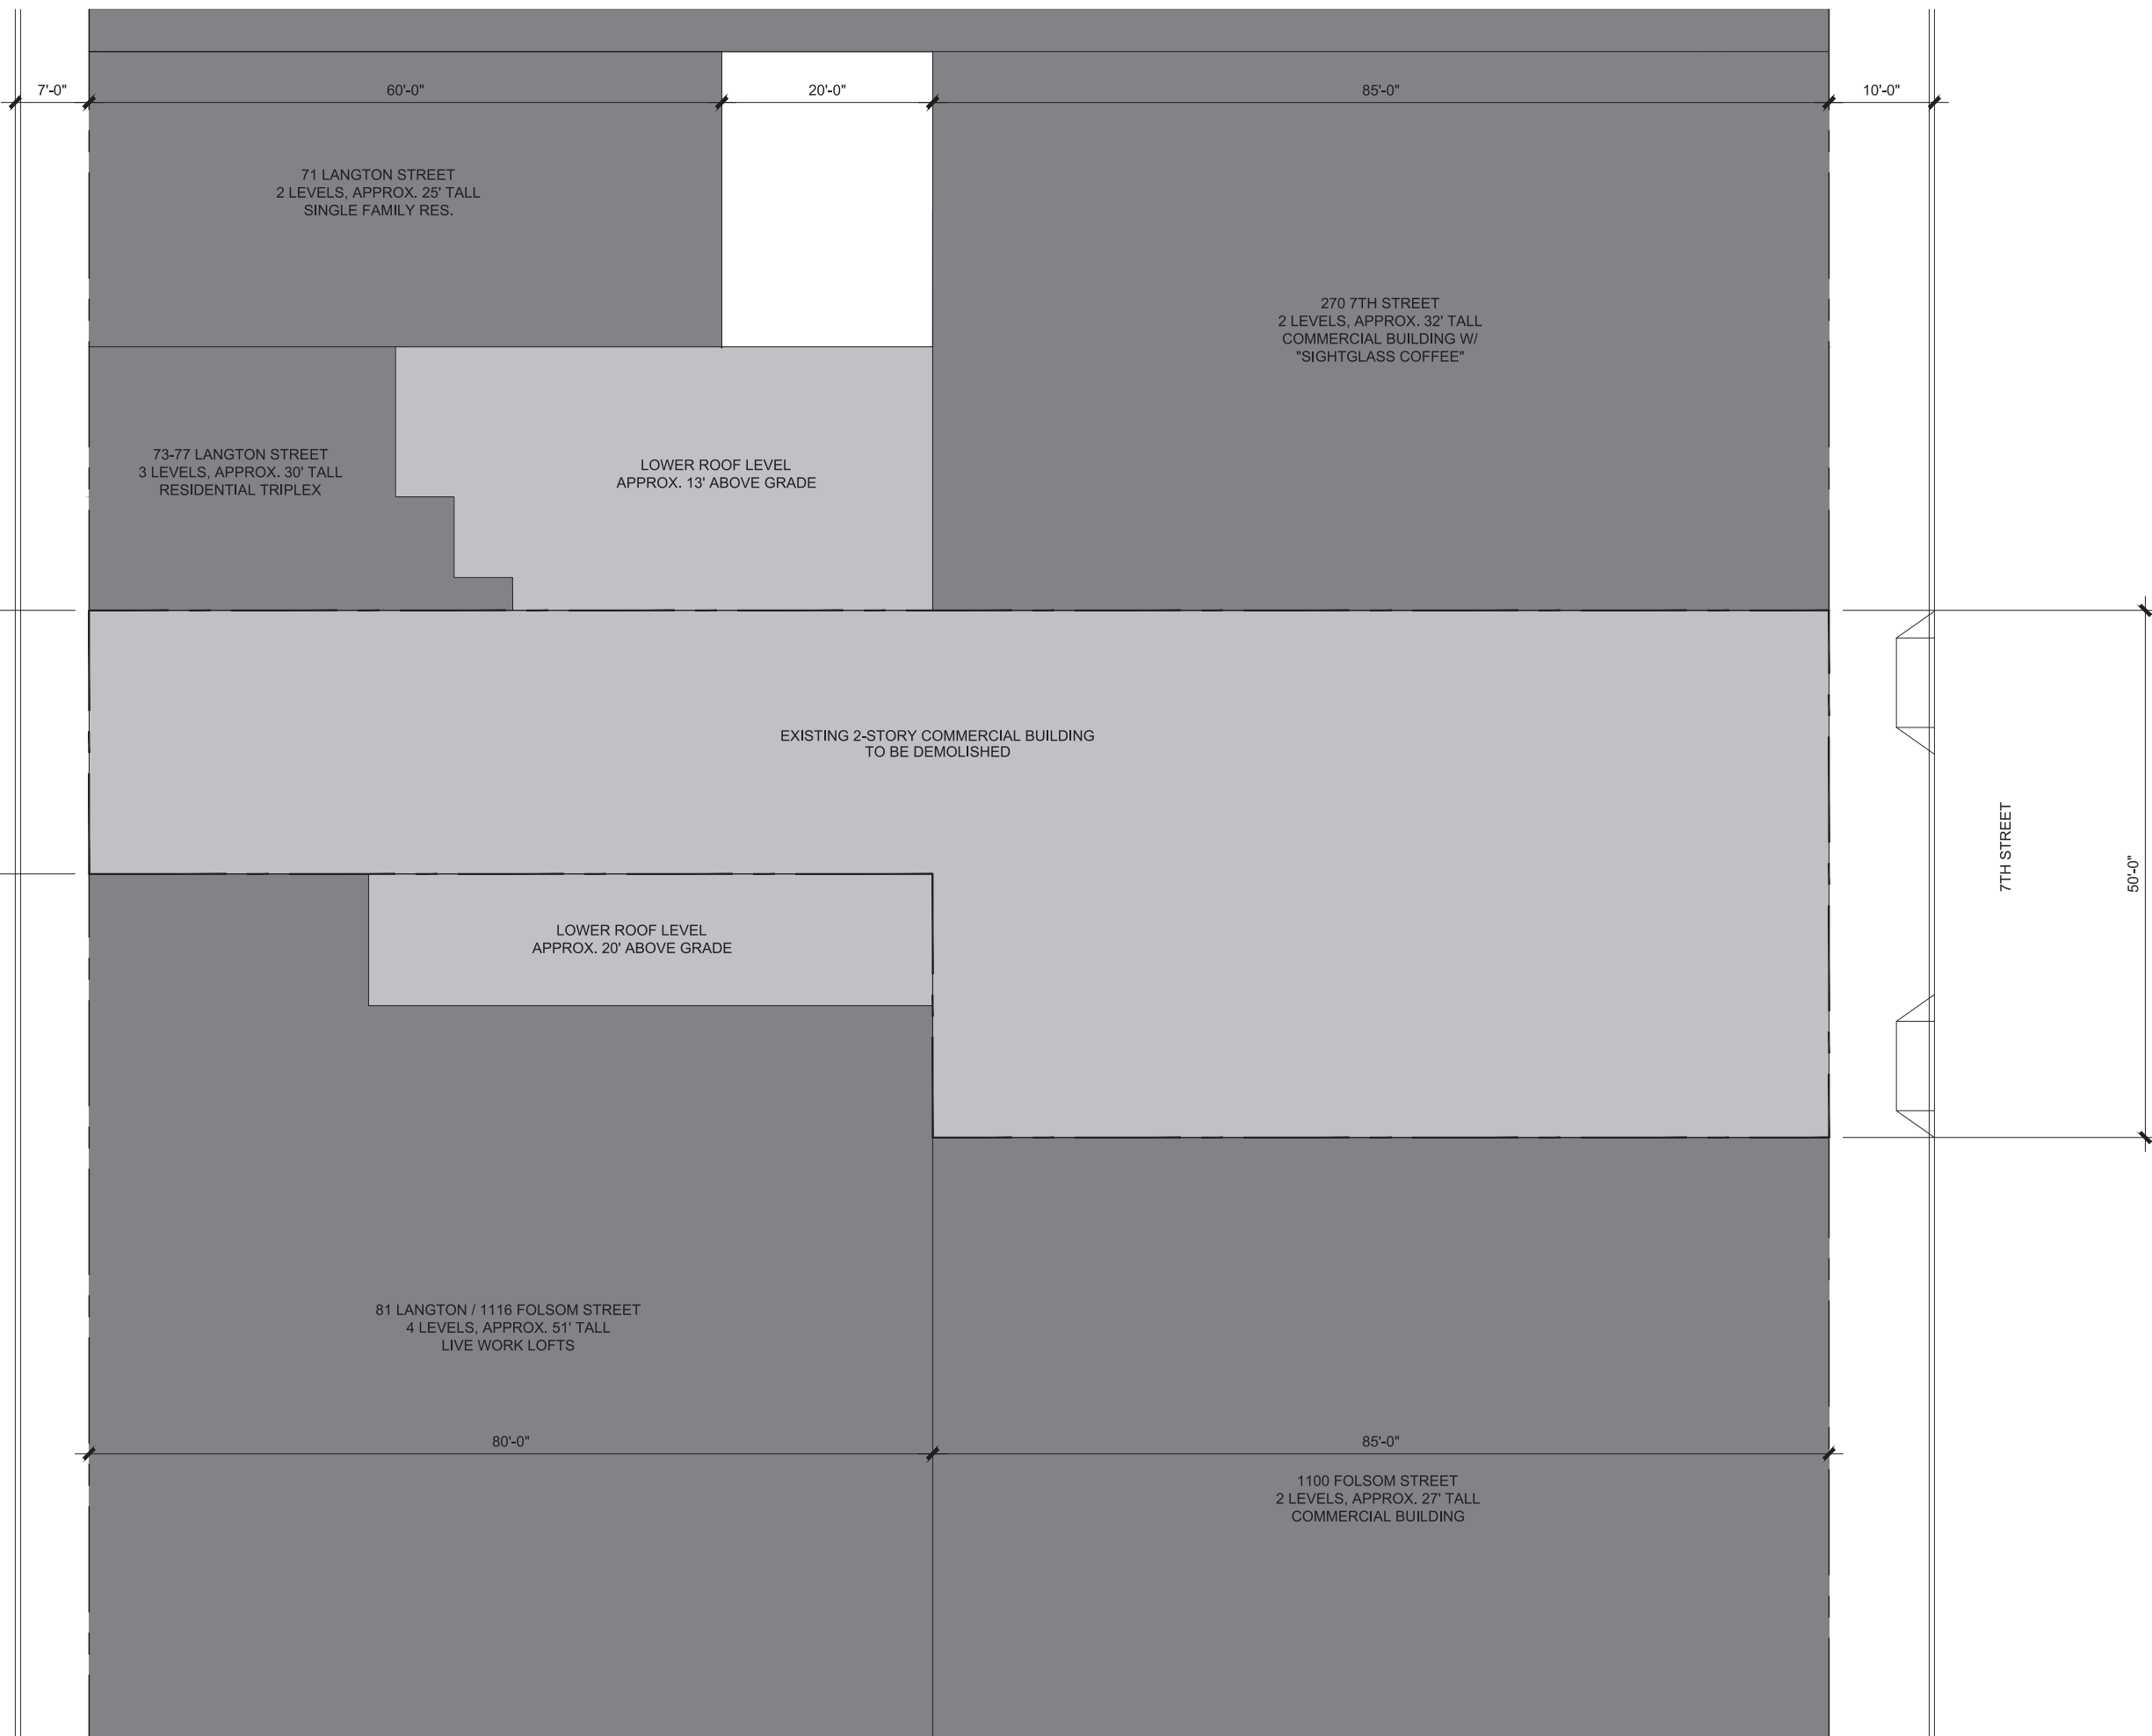 7'-0"
60'-0"
20'-0"
85'-0"
10'-0"
71 LANGTON STREET
2 LEVELS, APPROX. 25' TALL
SINGLE FAMILY RES.
270 7TH STREET
2 LEVELS, APPROX. 32' TALL
COMMERCIAL BUILDING W/
"SIGHTGLASS COFFEE"
73-77 LANGTON STREET
3 LEVELS, APPROX. 30' TALL
RESIDENTIAL TRIPLEX
LOWER ROOF LEVEL
APPROX. 13' ABOVE GRADE
EXISTING 2-STORY COMMERCIAL BUILDING
TO BE DEMOLISHED
7TH STREET
50'-0"
LOWER ROOF LEVEL
APPROX. 20' ABOVE GRADE
81 LANGTON / 1116 FOLSOM STREET
4 LEVELS, APPROX. 51' TALL
LIVE WORK LOFTS
80'-0"
85'-0"
1100 FOLSOM STREET
2 LEVELS, APPROX. 27' TALL
COMMERCIAL BUILDING